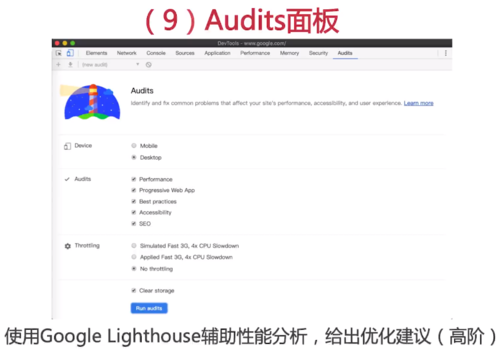 （9）Audits面板
DevTools - www.google.com/
Elements Network Console Sources Application Performance Memory Security Audits
(new audit)
Audits
Identify and fix common problems that affect your site's performance, accessibility, and user experience. Learn more
Device
Mobile
Desktop
Audits
Performance
Progressive Web App
Best practices
Accessibility
SEO
Throttling
Simulated Fast 3G, 4x CPU Slowdown
Applied Fast 3G, 4x CPU Slowdown
No throttling
Clear storage
Run audits
使用Google Lighthouse辅助性能分析，给出优化建议（高阶）